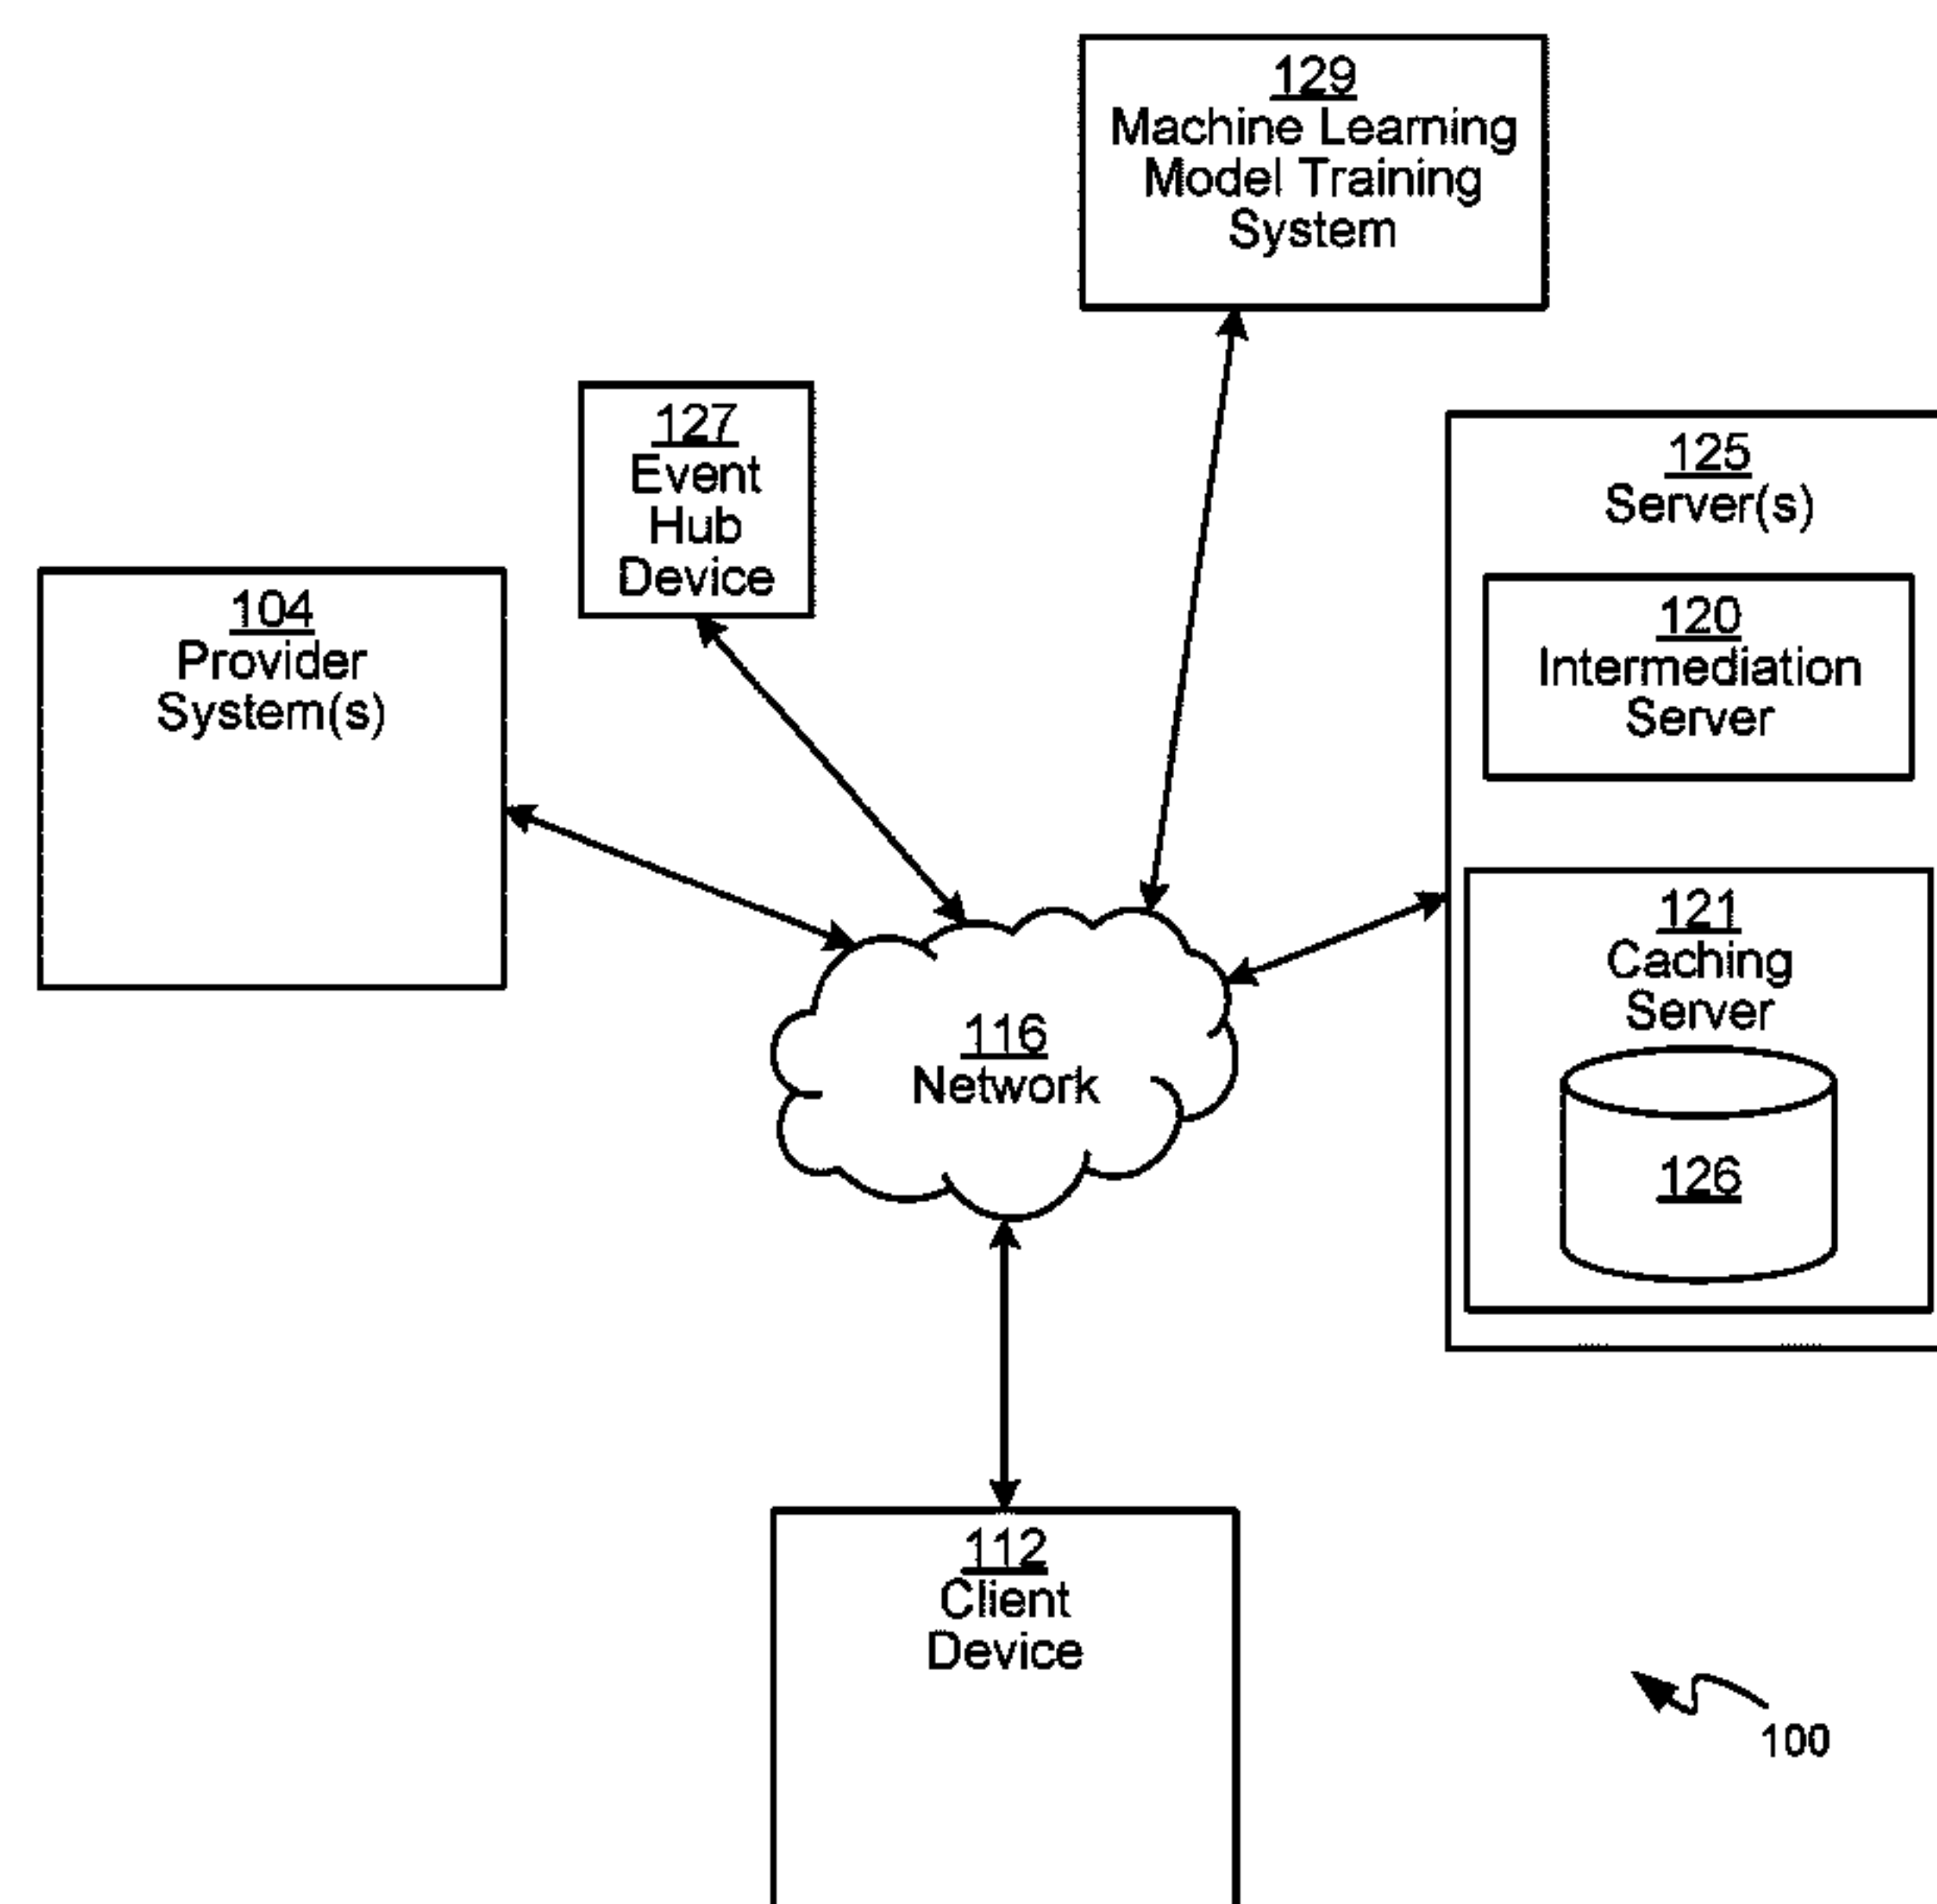 129
Machine Learning
Model Training
System
127
Event
Hub
Device
125
Server(s)
104
Provider
System(s)
120
Intermediation
Server
121
Caching
Server
116
Network
126
112
Client
Device
100